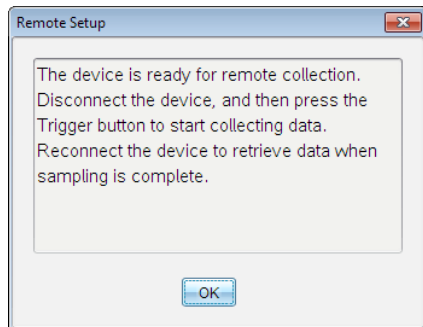 Remote Setup
The device is ready for remote collection.
Disconnect the device, and then press the
Trigger button to start collecting data.
Reconnect the device to retrieve data when
sampling is complete.
OK